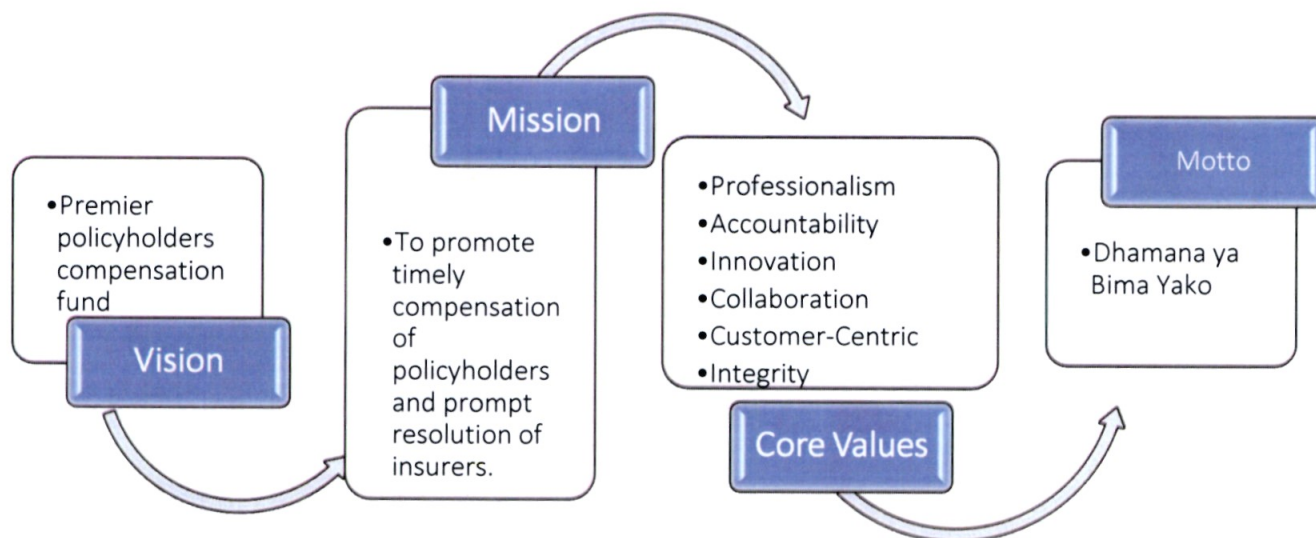 •Premier
policyholders
compensation
fund
Vision
Mission
•To promote
timely
compensation
of
policyholders
and prompt
resolution of
insurers.
•Professionalism
•Accountability
•Innovation
•Collaboration
•Customer-Centric
•Integrity
Core Values
Motto
•Dhamana ya
Bima Yako